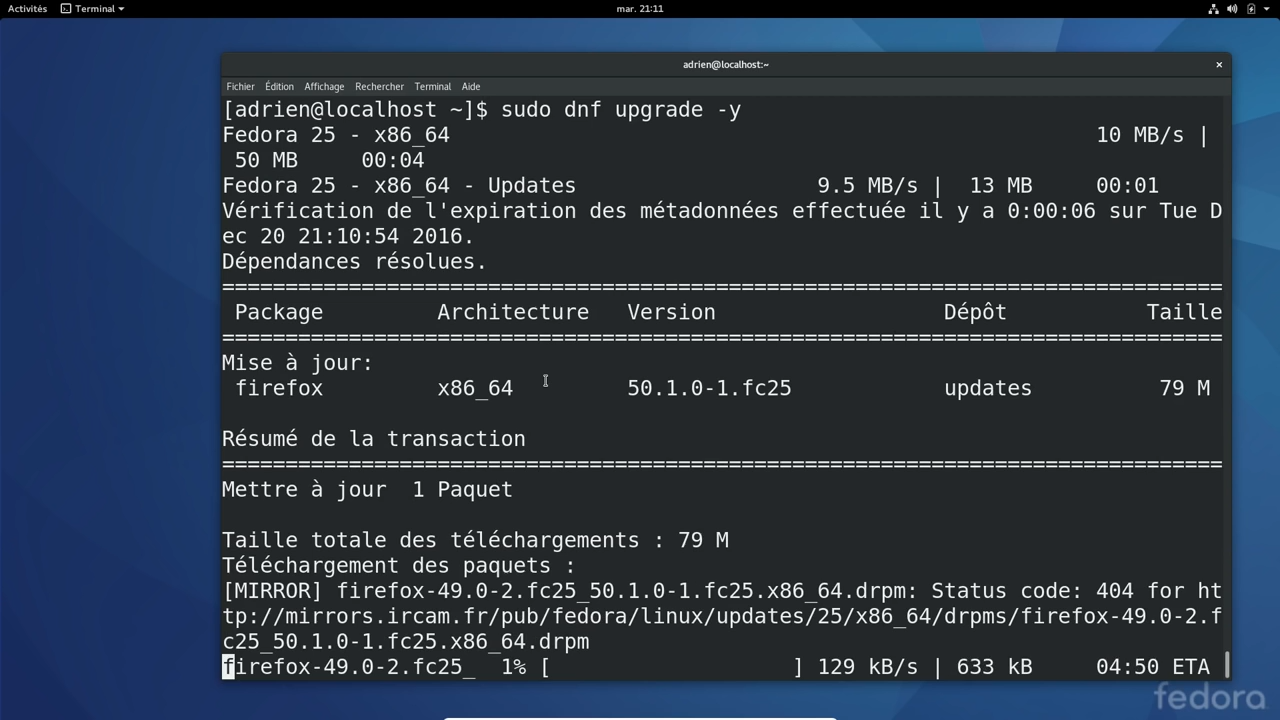 Activités Terminal mar. 21:11
adrien@localhost:~ ×
Fichier Édition Affichage Rechercher Terminal Aide
[adrien@localhost ~]$ sudo dnf upgrade -y
Fedora 25 - x86_64 10 MB/s |
50 MB 00:04
Fedora 25 - x86_64 - Updates 9.5 MB/s | 13 MB 00:01
Vérification de l'expiration des métadonnées effectuée il y a 0:00:06 sur Tue D
ec 20 21:10:54 2016.
Dépendances résolues.
================================================================================
Package Architecture Version Dépôt Taille
================================================================================
Mise à jour:
firefox x86_64 50.1.0-1.fc25 updates 79 M
Résumé de la transaction
================================================================================
Mettre à jour 1 Paquet
Taille totale des téléchargements : 79 M
Téléchargement des paquets :
[MIRROR] firefox-49.0-2.fc25_50.1.0-1.fc25.x86_64.drpm: Status code: 404 for ht
tp://mirrors.ircam.fr/pub/fedora/linux/updates/25/x86_64/drpms/firefox-49.0-2.f
c25_50.1.0-1.fc25.x86_64.drpm
firefox-49.0-2.fc25_ 1% [ ] 129 kB/s | 633 kB 04:50 ETA
fedora